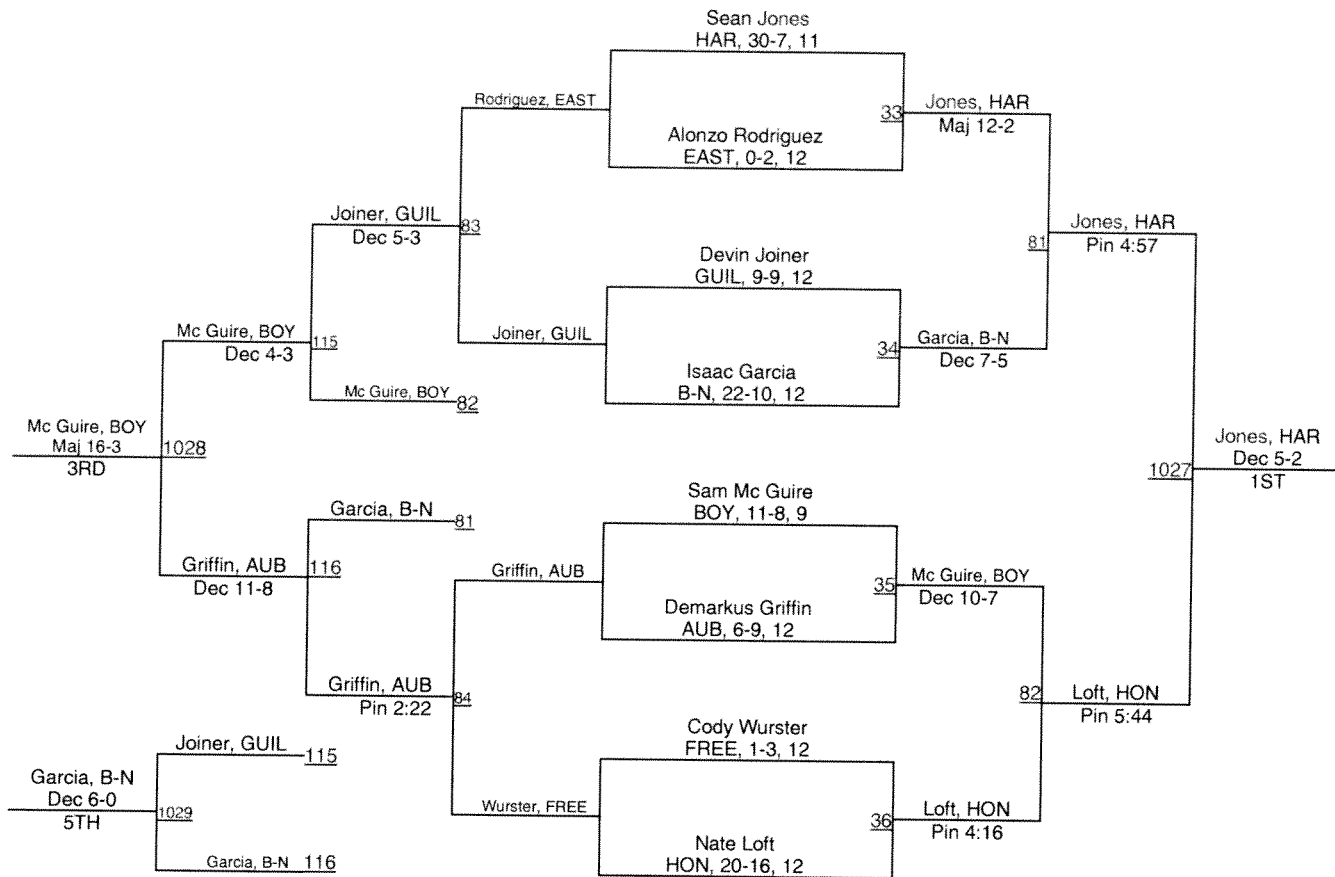 Sean Jones
HAR, 30-7, 11
Rodriguez, EAST
33
Jones, HAR
Maj 12-2
Alonzo Rodriguez
EAST, 0-2, 12
Joiner, GUIL
Dec 5-3
83
Jones, HAR
Pin 4:57
81
Devin Joiner
GUIL, 9-9, 12
Mc Guire, BOY
Dec 4-3
115
Joiner, GUIL
34
Garcia, B-N
Dec 7-5
Isaac Garcia
B-N, 22-10, 12
Mc Guire, BOY
82
Mc Guire, BOY
Maj 16-3
3RD
1028
Jones, HAR
Dec 5-2
1ST
1027
Sam Mc Guire
BOY, 11-8, 9
Garcia, B-N
81
Griffin, AUB
Dec 11-8
116
Griffin, AUB
35
Mc Guire, BOY
Dec 10-7
Demarkus Griffin
AUB, 6-9, 12
Griffin, AUB
Pin 2:22
84
82
Loft, HON
Pin 5:44
Cody Wurster
FREE, 1-3, 12
Joiner, GUIL
115
Garcia, B-N
Dec 6-0
5TH
1029
Wurster, FREE
36
Loft, HON
Pin 4:16
Nate Loft
HON, 20-16, 12
Garcia, B-N
116